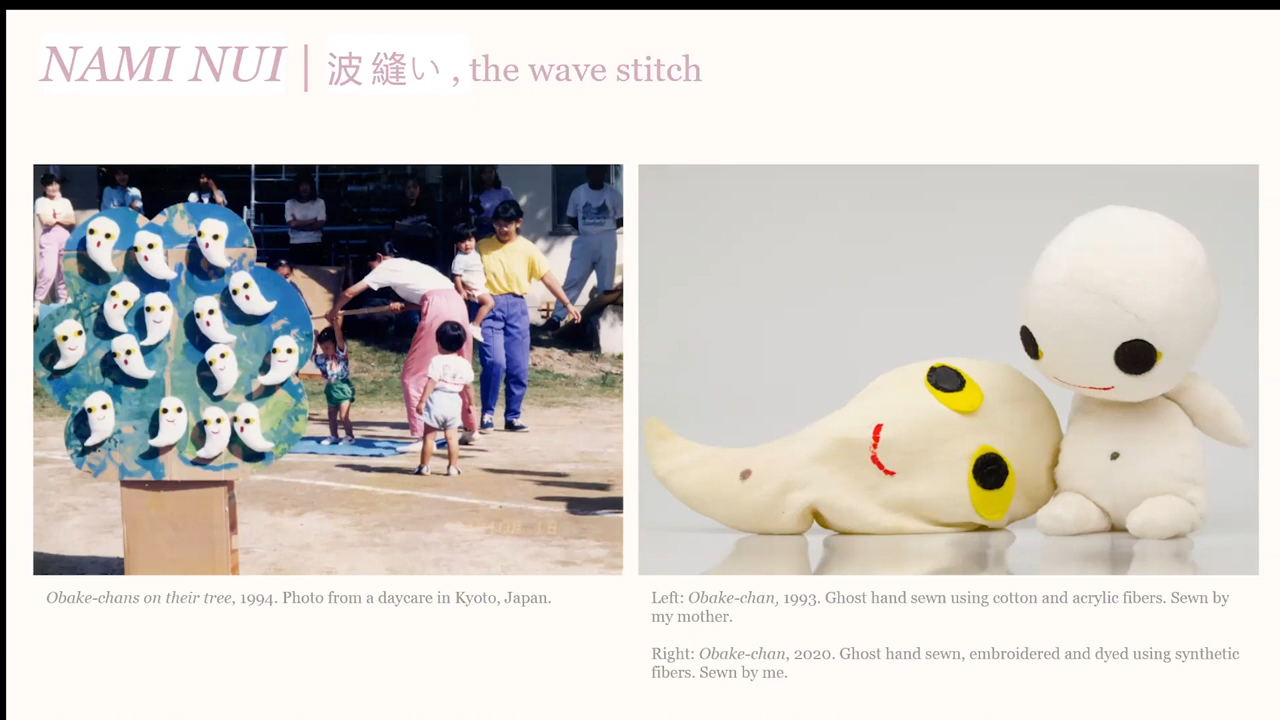 NAMI NUI | 波 縫い , the wave stitch
Obake-chans on their tree, 1994. Photo from a daycare in Kyoto, Japan.
Left: Obake-chan, 1993. Ghost hand sewn using cotton and acrylic fibers. Sewn by
my mother.
Right: Obake-chan, 2020. Ghost hand sewn, embroidered and dyed using synthetic
fibers. Sewn by me.